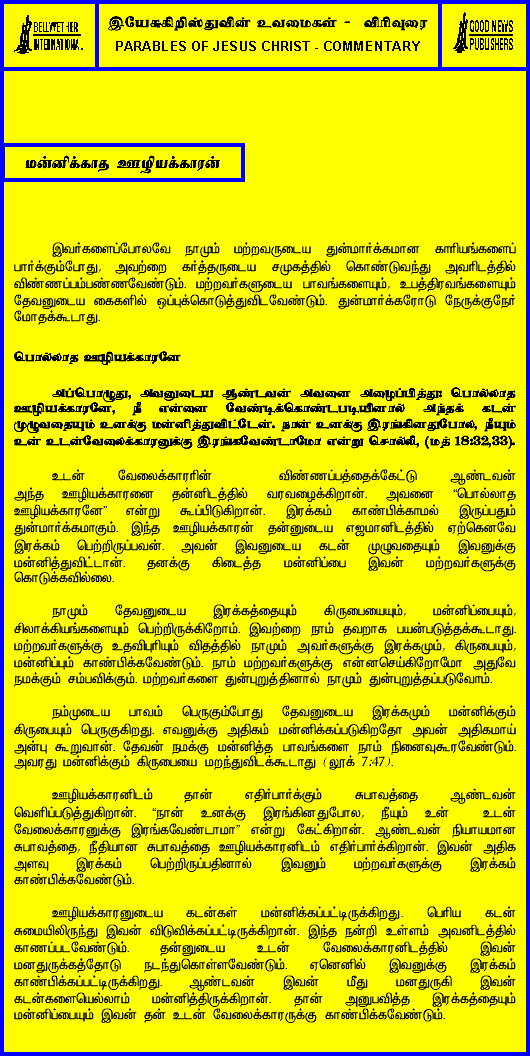 BELLWETHER
INTERNATIONAL
இயேசுகிறிஸ்துவின் உவமைகள் - விரிவுரை
PARABLES OF JESUS CHRIST - COMMENTARY
GOOD NEWS
PUBLISHERS
மன்னிக்காத ஊழியக்காரன்
இவர்களைப்போலவே நாமும் மற்றவருடைய துன்மார்க்கமான காரியங்களைப்
பார்க்கும்போது, அவற்றை கர்த்தருடைய சமுகத்தில் கொண்டுவந்து அவரிடத்தில்
விண்ணப்பம்பண்ணவேண்டும். மற்றவர்களுடைய பாவங்களையும், உபத்திரவங்களையும்
தேவனுடைய கைகளில் ஒப்புக்கொடுத்துவிடவேண்டும். துன்மார்க்கரோடு நேருக்குநேர்
மோதக்கூடாது.
பொல்லாத ஊழியக்காரனே
அப்பொழுது, அவனுடைய ஆண்டவன் அவனை அழைப்பித்து: பொல்லாத
ஊழியக்காரனே, நீ என்னை வேண்டிக்கொண்டபடியினால் அந்தக் கடன்
முழுவதையும் உனக்கு மன்னித்துவிட்டேன். நான் உனக்கு இரங்கினதுபோல, நீயும்
உன் உடன்வேலைக்காரனுக்கு இரங்கவேண்டாமோ என்று சொல்லி, (மத் 18:32,33).
உடன் வேலைக்காரரின் விண்ணப்பத்தைக்கேட்டு ஆண்டவன்
அந்த ஊழியக்காரனை தன்னிடத்தில் வரவழைக்கிறான். அவனை “பொல்லாத
ஊழியக்காரனே” என்று கூப்பிடுகிறான். இரக்கம் காண்பிக்காமல் இருப்பதும்
துன்மார்க்கமாகும். இந்த ஊழியக்காரன் தன்னுடைய எஜமானிடத்தில் ஏற்கெனவே
இரக்கம் பெற்றிருப்பவன். அவன் இவனுடைய கடன் முழுவதையும் இவனுக்கு
மன்னித்துவிட்டான். தனக்கு கிடைத்த மன்னிப்பை இவன் மற்றவர்களுக்கு
கொடுக்கவில்லை.
நாமும் தேவனுடைய இரக்கத்தையும் கிருபையையும், மன்னிப்பையும்,
சிலாக்கியங்களையும் பெற்றிருக்கிறோம். இவற்றை நாம் தவறாக பயன்படுத்தக்கூடாது.
மற்றவர்களுக்கு உதவிபுரியும் விதத்தில் நாமும் அவர்களுக்கு இரக்கமும், கிருபையும்,
மன்னிப்பும் காண்பிக்கவேண்டும். நாம் மற்றவர்களுக்கு என்னசெய்கிறோமோ அதுவே
நமக்கும் சம்பவிக்கும். மற்றவர்களை துன்புறுத்தினால் நாமும் துன்புறுத்தப்படுவோம்.
நம்முடைய பாவம் பெருகும்போது தேவனுடைய இரக்கமும் மன்னிக்கும்
கிருபையும் பெருகுகிறது. எவனுக்கு அதிகம் மன்னிக்கப்படுகிறதோ அவன் அதிகமாய்
அன்பு கூறுவான். தேவன் நமக்கு மன்னித்த பாவங்களை நாம் நினைவுகூரவேண்டும்.
அவரது மன்னிக்கும் கிருபையை மறந்துவிடக்கூடாது (லூக் 7:47).
ஊழியக்காரனிடம் தான் எதிர்பார்க்கும் சுபாவத்தை ஆண்டவன்
வெளிப்படுத்துகிறான். “நான் உனக்கு இரங்கினதுபோல, நீயும் உன் உடன்
வேலைக்காரனுக்கு இரங்கவேண்டாமா” என்று கேட்கிறான். ஆண்டவன் நியாயமான
சுபாவத்தை, நீதியான சுபாவத்தை ஊழியக்காரனிடம் எதிர்பார்க்கிறான். இவன் அதிக
அளவு இரக்கம் பெற்றிருப்பதினால் இவனும் மற்றவர்களுக்கு இரக்கம்
காண்பிக்கவேண்டும்.
ஊழியக்காரனுடைய கடன்கள் மன்னிக்கப்பட்டிருக்கிறது. பெரிய கடன்
சுமையிலிருந்து இவன் விடுவிக்கப்பட்டிருக்கிறான். இந்த நன்றி உள்ளம் அவனிடத்தில்
காணப்படவேண்டும். தன்னுடைய உடன் வேலைக்காரனிடத்தில் இவன்
மனதுருக்கத்தோடு நடந்துகொள்ளவேண்டும். ஏனெனில் இவனுக்கு இரக்கம்
காண்பிக்கப்பட்டிருக்கிறது. ஆண்டவன் இவன் மீது மனதுருகி இவன்
கடன்களையெல்லாம் மன்னித்திருக்கிறான். தான் அனுபவித்த இரக்கத்தையும்
மன்னிப்பையும் இவன் தன் உடன் வேலைக்காரருக்கு காண்பிக்கவேண்டும்.